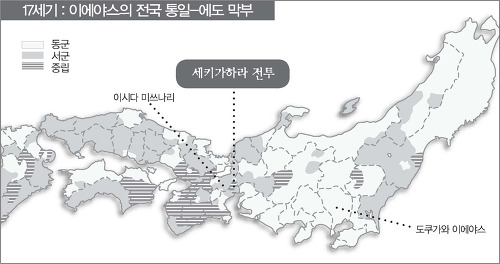 17세기 : 이에야스의 전국 통일-에도 막부
동군
서군
중립
세키가하라 전투
이시다 미쓰나리
도쿠가와 이에야스